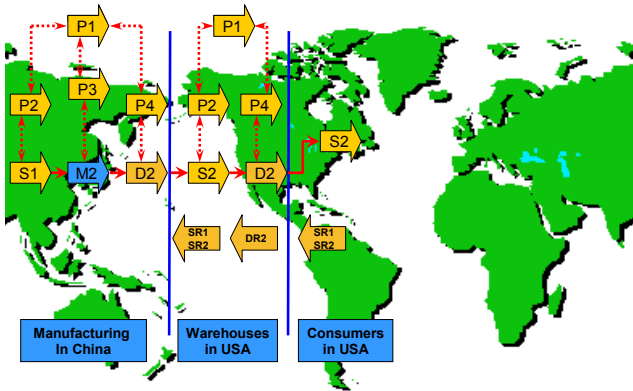 P1
P1
P3
P2
P4
P2
P4
S2
S1
M2
D2
S2
D2
SR1
SR2
DR2
SR1
SR2
Manufacturing
In China
Warehouses
in USA
Consumers
in USA